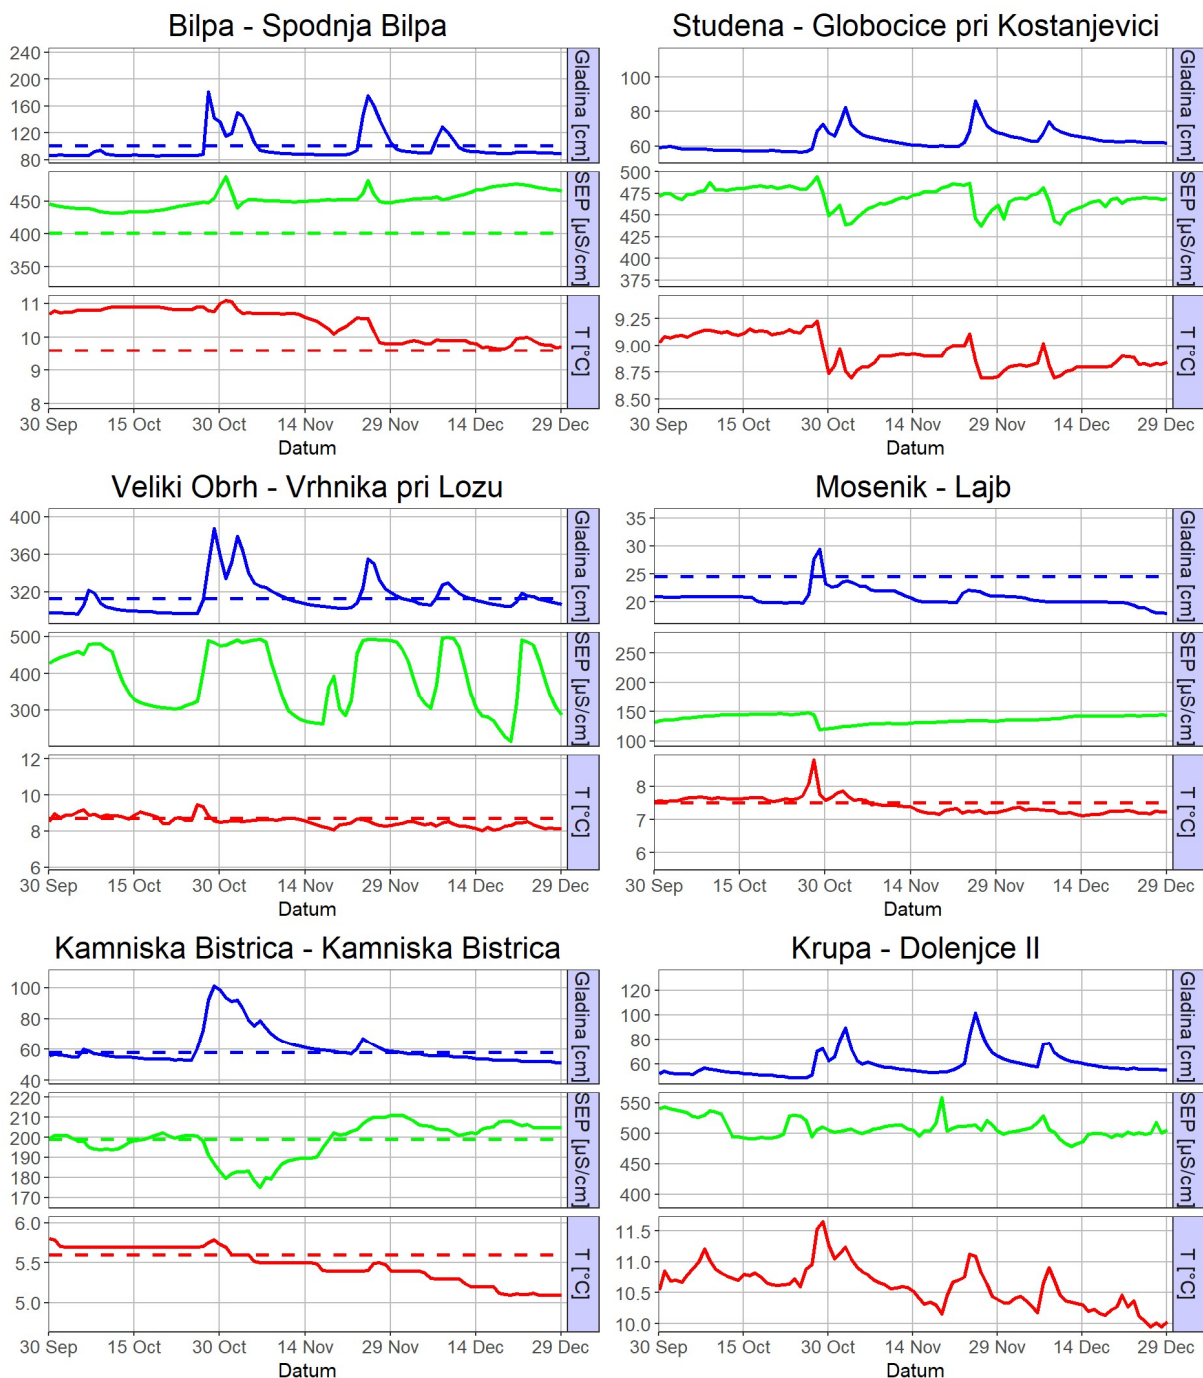 Bilpa - Spodnja Bilpa
240
200
160
120
80
Gladina [cm]
450
400
350
SEP [µS/cm]
11
10
9
8
T [°C]
30 Sep 15 Oct 30 Oct 14 Nov 29 Nov 14 Dec 29 Dec
Datum
Studena - Globocice pri Kostanjevici
100
80
60
Gladina [cm]
500
475
450
425
400
375
SEP [µS/cm]
9.25
9.00
8.75
8.50
T [°C]
30 Sep 15 Oct 30 Oct 14 Nov 29 Nov 14 Dec 29 Dec
Datum
Veliki Obrh - Vrhnika pri Lozu
400
360
320
Gladina [cm]
500
400
300
SEP [µS/cm]
12
10
8
6
T [°C]
30 Sep 15 Oct 30 Oct 14 Nov 29 Nov 14 Dec 29 Dec
Datum
Mosenik - Lajb
35
30
25
20
Gladina [cm]
250
200
150
100
SEP [µS/cm]
8
7
6
T [°C]
30 Sep 15 Oct 30 Oct 14 Nov 29 Nov 14 Dec 29 Dec
Datum
Kamniska Bistrica - Kamniska Bistrica
100
80
60
40
Gladina [cm]
220
210
200
190
180
170
SEP [µS/cm]
6.0
5.5
5.0
T [°C]
30 Sep 15 Oct 30 Oct 14 Nov 29 Nov 14 Dec 29 Dec
Datum
Krupa - Dolenjce II
120
100
80
60
Gladina [cm]
550
500
450
400
SEP [µS/cm]
11.5
11.0
10.5
10.0
T [°C]
30 Sep 15 Oct 30 Oct 14 Nov 29 Nov 14 Dec 29 Dec
Datum